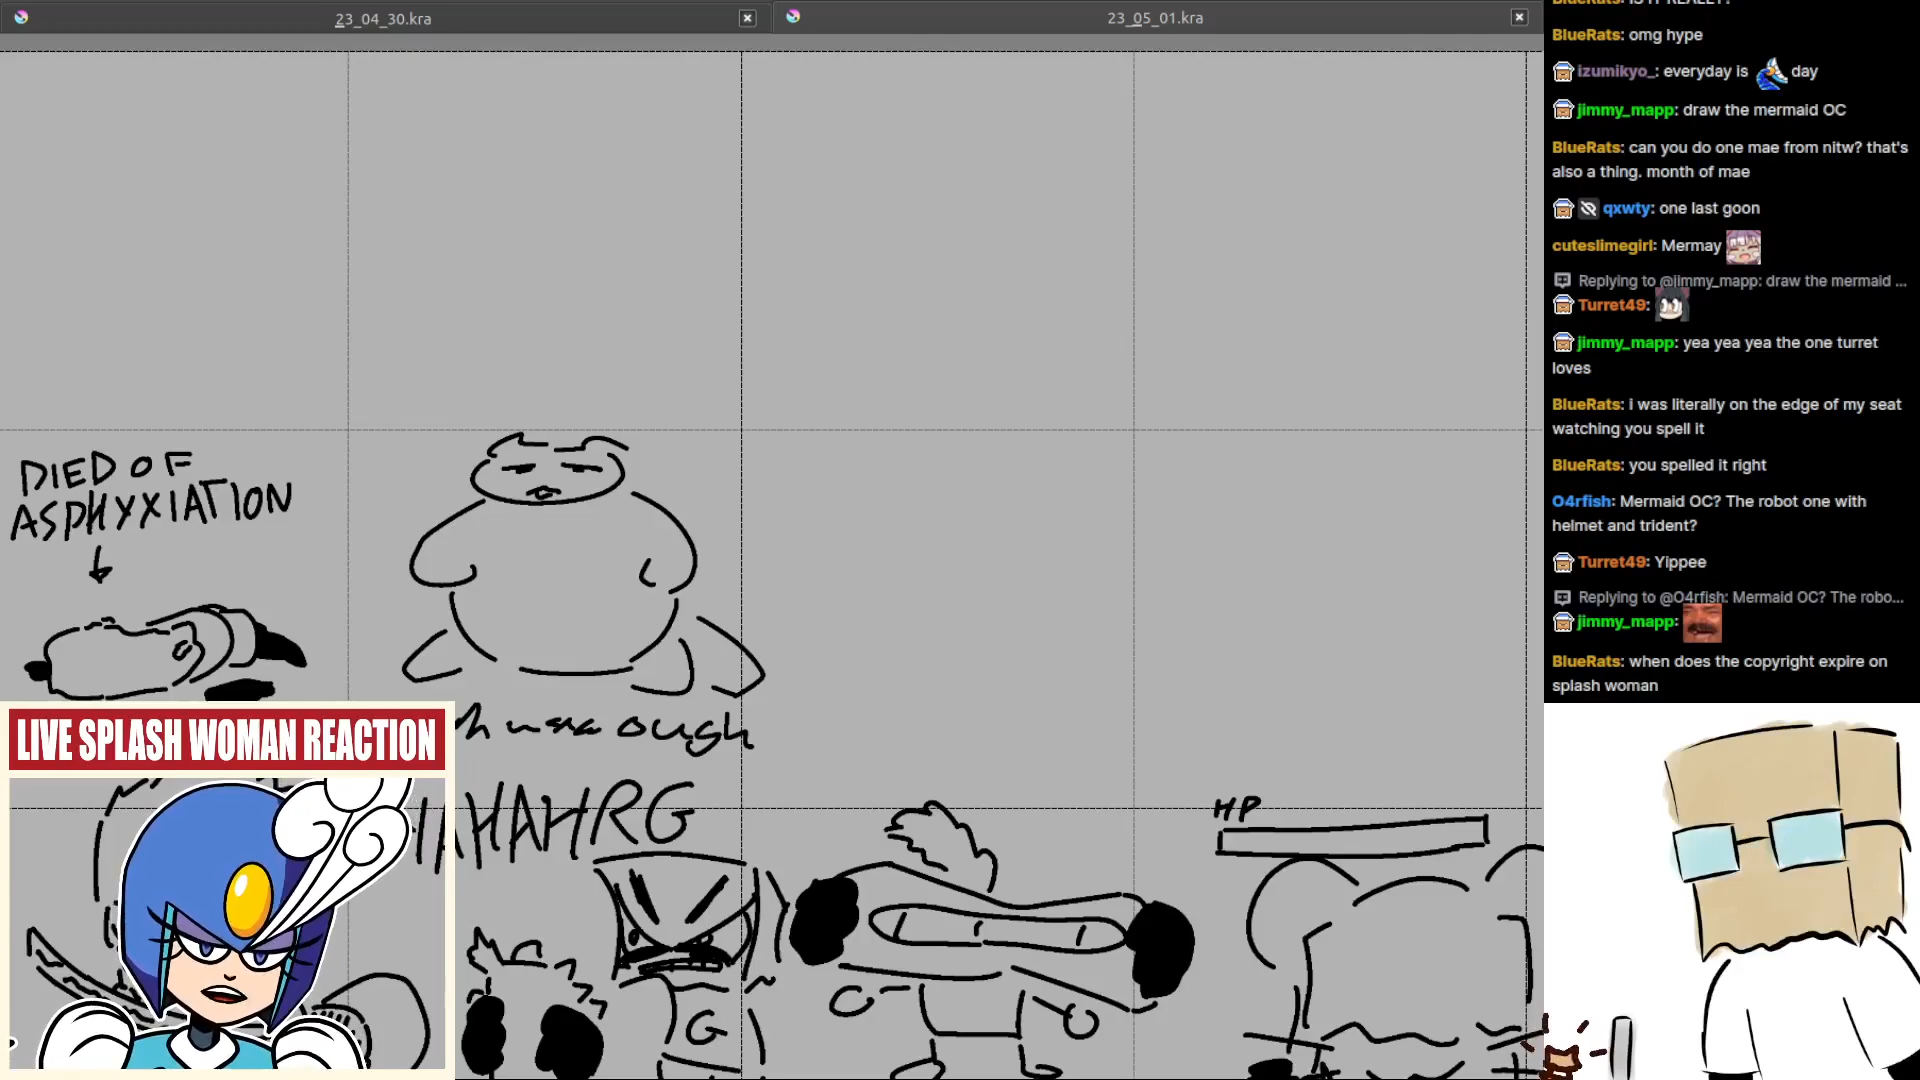 23_04_30.kra
23_05_01.kra
DIED OF
ASPHYXIATION
ough
HAHRG
G
HP
LIVE SPLASH WOMAN REACTION
BlueRats: omg hype
izumikyo_: everyday is day
jimmy_mapp: draw the mermaid OC
BlueRats: can you do one mae from nitw? that's
also a thing. month of mae
qxwty: one last goon
cuteslimegirl: Mermay
Replying to @jimmy_mapp: draw the mermaid ...
Turret49:
jimmy_mapp: yea yea yea the one turret
loves
BlueRats: i was literally on the edge of my seat
watching you spell it
BlueRats: you spelled it right
O4rfish: Mermaid OC? The robot one with
helmet and trident?
Turret49: Yippee
Replying to @O4rfish: Mermaid OC? The robo...
jimmy_mapp:
BlueRats: when does the copyright expire on
splash woman